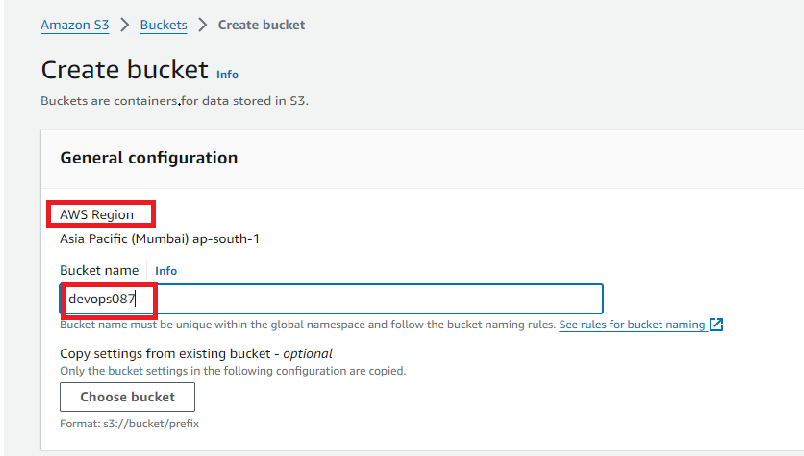 Amazon S3 > Buckets > Create bucket
Create bucket Info
Buckets are containers for data stored in S3.
General configuration
AWS Region
Asia Pacific (Mumbai) ap-south-1
Bucket name Info
devops087
Bucket name must be unique within the global namespace and follow the bucket naming rules. See rules for bucket naming
Copy settings from existing bucket - optional
Only the bucket settings in the following configuration are copied.
Choose bucket
Format: s3://bucket/prefix